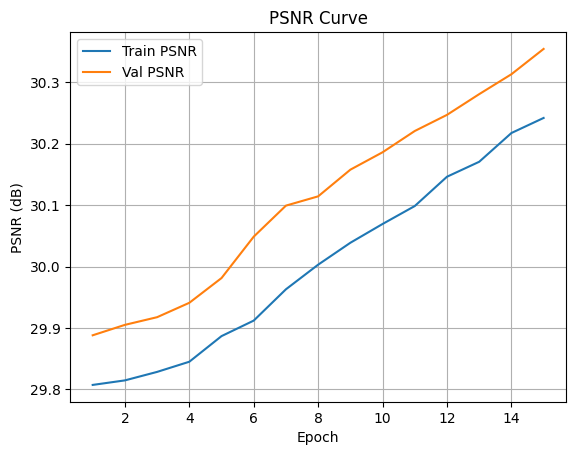 PSNR Curve
Train PSNR
Val PSNR
PSNR (dB)
30.3
30.2
30.1
30.0
29.9
29.8
2 4 6 8 10 12 14
Epoch